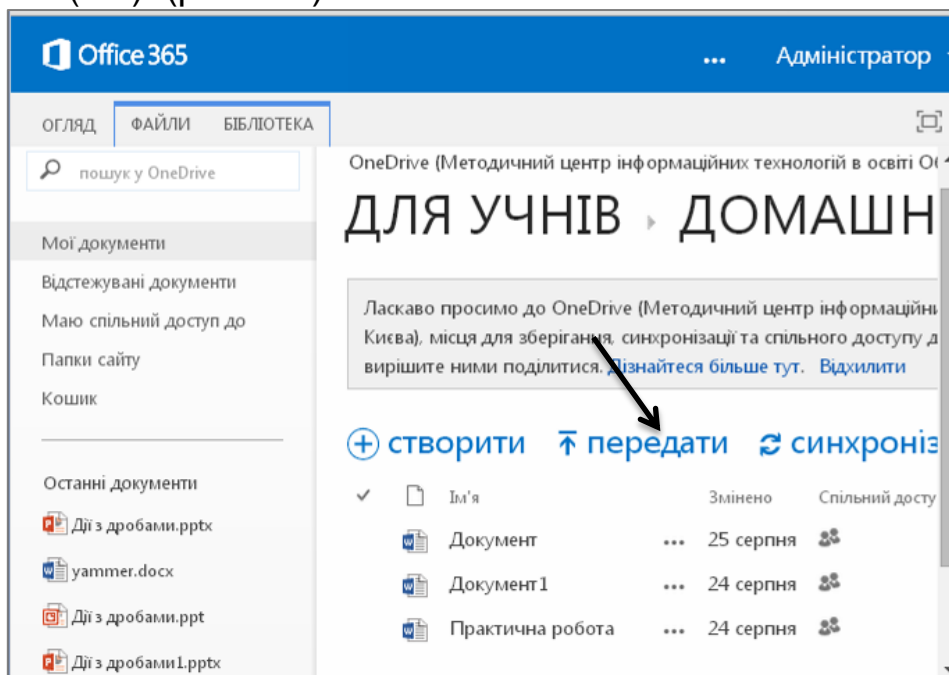 Office 365
... Адміністратор
ОГЛЯД ФАЙЛИ БІБЛІОТЕКА
пошук у OneDrive
Мої документи
Відстежувані документи
Маю спільний доступ до
Папки сайту
Кошик
Останні документи
Дії з дробами.pptx
yammer.docx
Дії з дробами.ppt
Дії з дробами1.pptx
OneDrive (Методичний центр інформаційних технологій в освіті
ДЛЯ УЧНІВ ▸ ДОМАШН
Ласкаво просимо до OneDrive (Методичний центр інформаційни
Києва), місця для зберігання, синхронізації та спільного доступу д
вирішите ними поділитися. Дізнайтеся більше тут. Відхилити
створити передати синхроніз
Ім'я Змінено Спільний досту
Документ ... 25 серпня
Документ1 ... 24 серпня
Практична робота ... 24 серпня